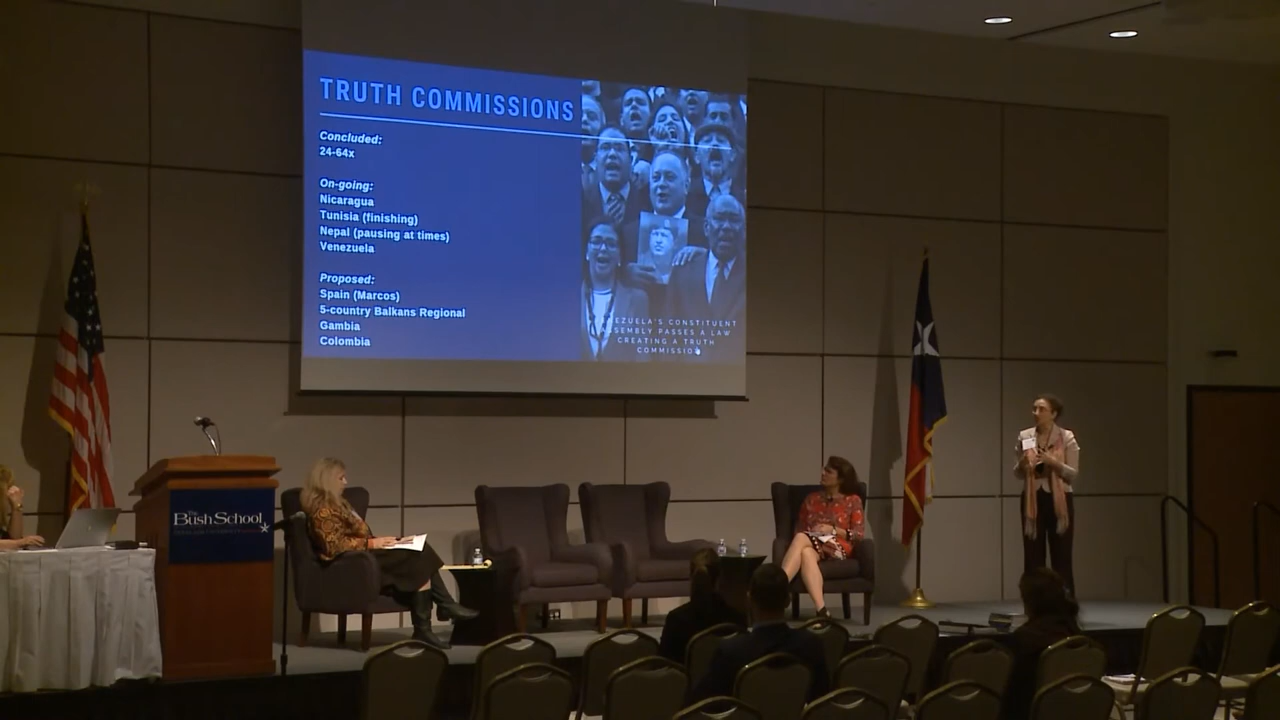 TRUTH COMMISSIONS
Concluded:
24-64x
On-going:
Nicaragua
Tunisia (finishing)
Nepal (pausing at times)
Venezuela
Proposed:
Spain (Marcos)
5-country Balkans Regional
Gambia
Colombia
EZUELA'S CONSTITUENT
SEMBLY PASSES A LAW
CREATING A TRUTH
COMMISSION
The
Bush School